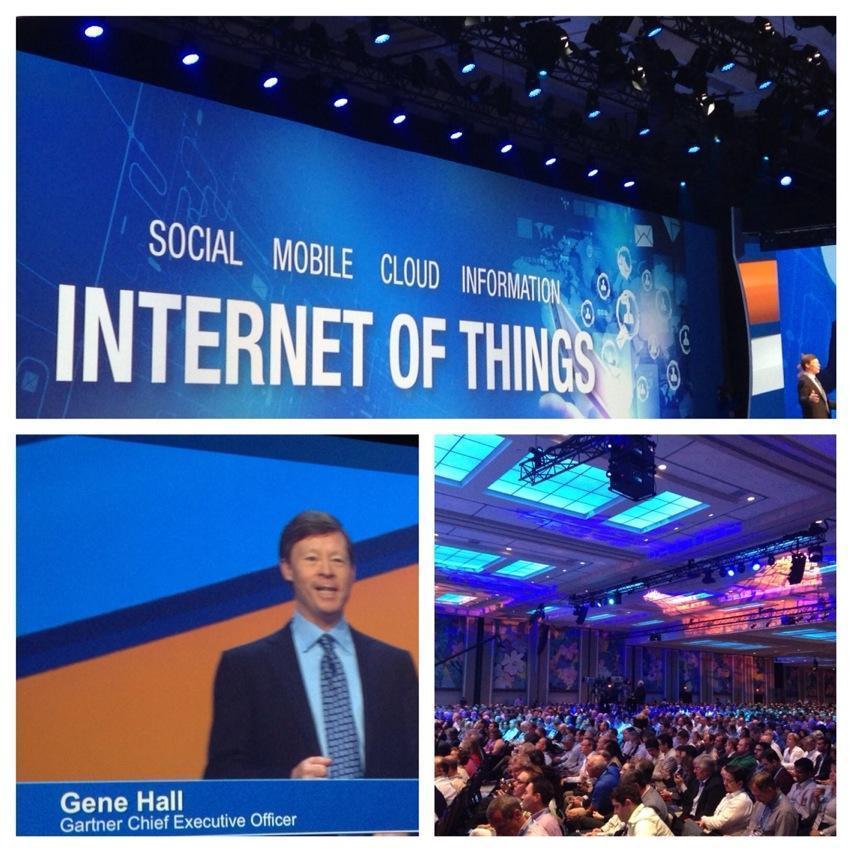 SOCIAL MOBILE CLOUD INFORMATION
INTERNET OF THINGS
Gene Hall
Gartner Chief Executive Officer